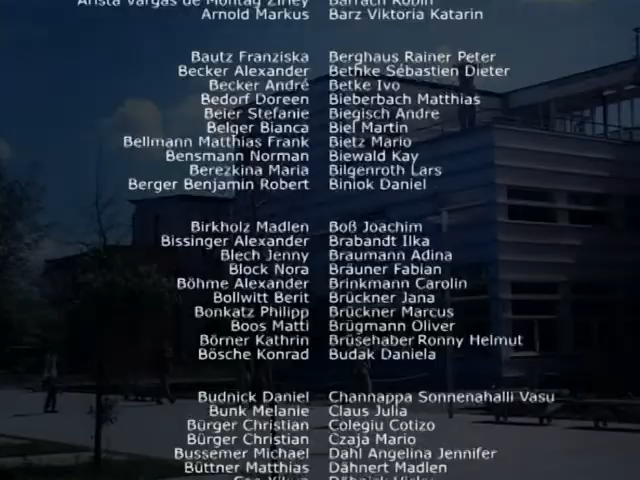 Arnold Markus Barz Viktoria Katarin
Bautz Franziska Berghaus Rainer Peter
Becker Alexander Bethke Sébastien Dieter
Becker André Betke Ivo
Bedorf Doreen Bieberbach Matthias
Beier Stefanie Biegisch Andre
Belger Bianca Biel Martin
Bellmann Matthias Frank Bietz Mario
Bensmann Norman Biewald Kay
Berezkina Maria Bilgenroth Lars
Berger Benjamin Robert Biniok Daniel
Birkholz Madlen Boß Joachim
Bissinger Alexander Brabandt Ilka
Blech Jenny Braumann Adina
Block Nora Bräuner Fabian
Böhme Alexander Brinkmann Carolin
Bollwitt Berit Brückner Jana
Bonkatz Philipp Brückner Marcus
Boos Matti Brügmann Oliver
Börner Kathrin Brüsehaber Ronny Helmut
Bösche Konrad Budak Daniela
Budnick Daniel Channappa Sonnenahalli Vasu
Bunk Melanie Claus Julia
Bürger Christian Colegiu Cotizo
Bürger Christian Czaja Mario
Bussemer Michael Dahl Angelina Jennifer
Büttner Matthias Dähnert Madlen